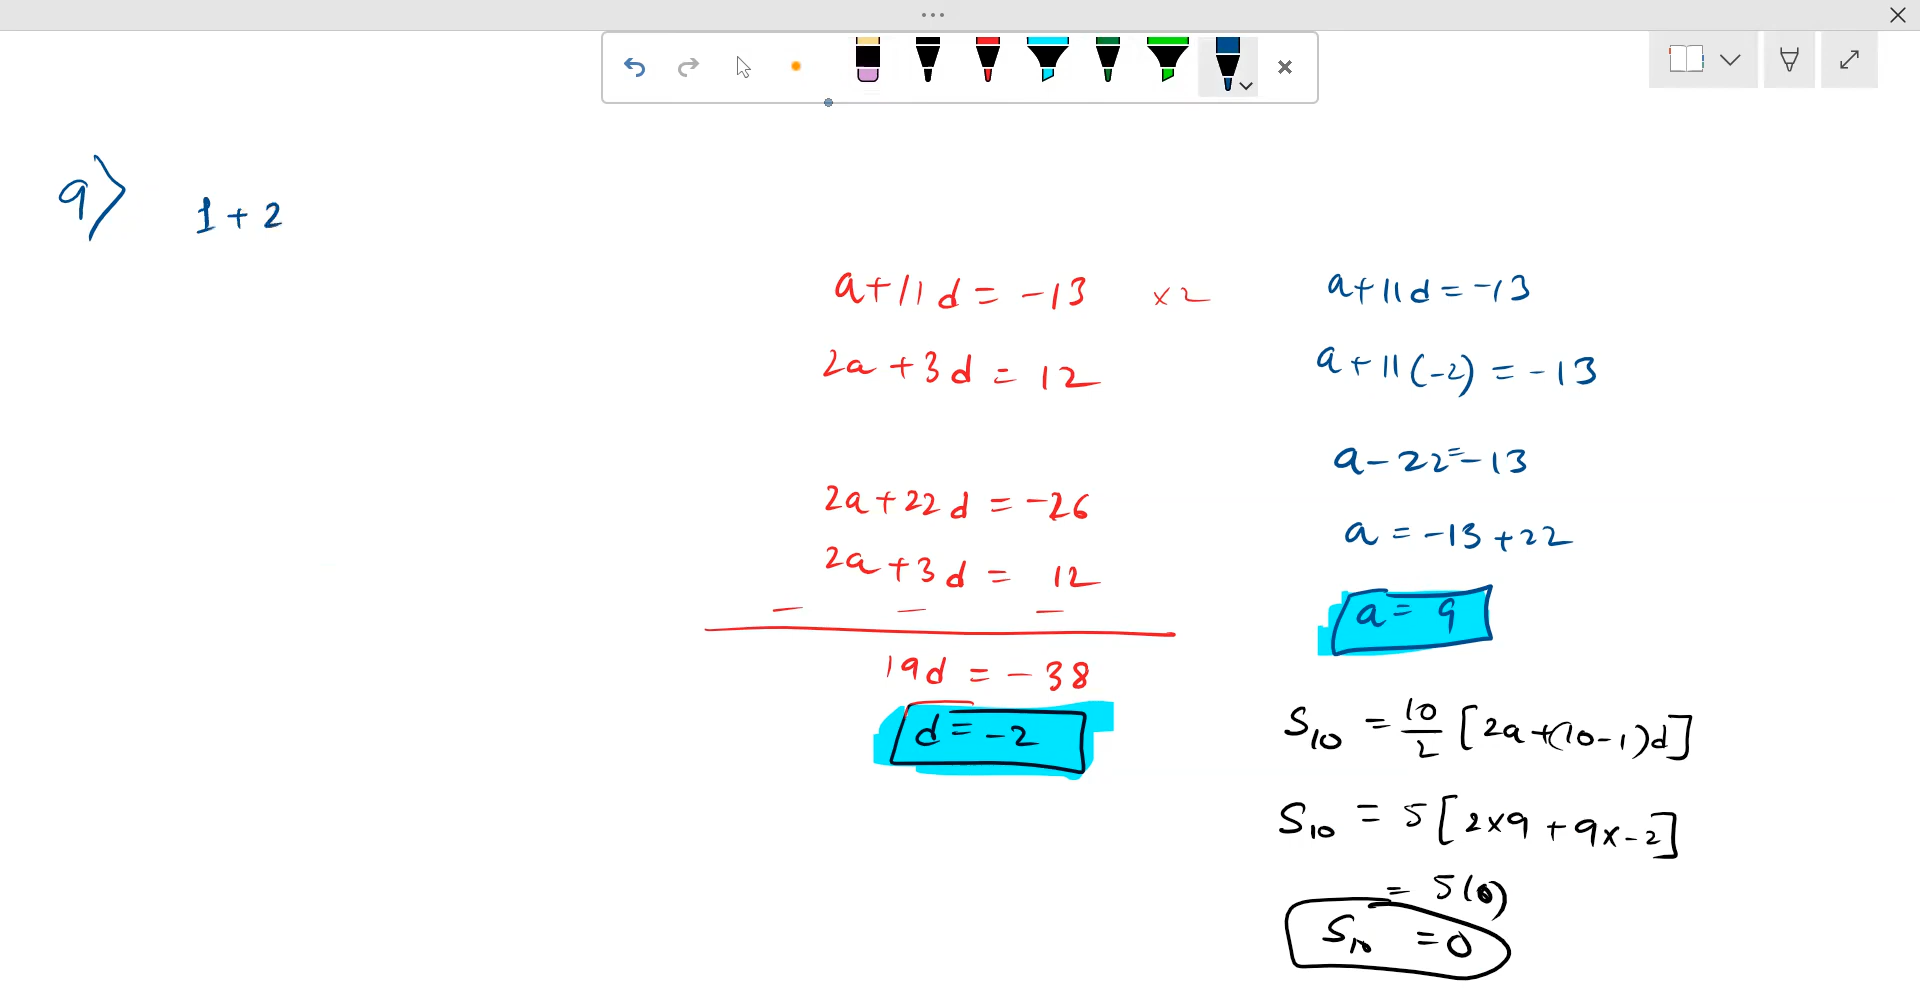 9) 1 + 2
a + 11d = -13 × 2
2a + 3d = 12
2a + 22d = -26
2a + 3d = 12
— — —
19d = -38
d = -2
a + 11d = -13
a + 11(-2) = -13
a - 22 = -13
a = -13 + 22
a = 9
S₁₀ = 10/2 [2a + (10-1)d]
S₁₀ = 5 [2×9 + 9×-2]
= 5(0)
S₁₀ = 0